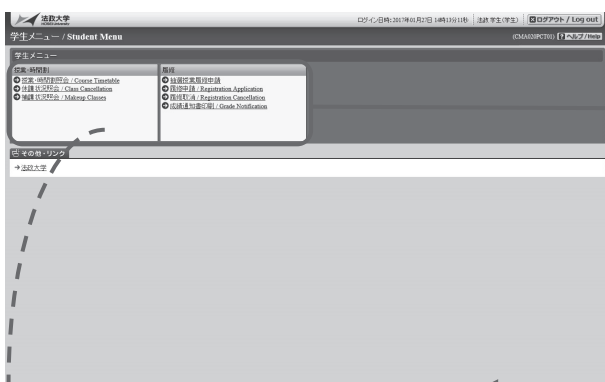 法政大学
HOSEI University
ログイン日時:2017年01月27日 14時13分11秒 法政 学生(学生) ログアウト / Log out
学生メニュー / Student Menu
(CMA020PCT01) ヘルプ/Help
学生メニュー
授業・時間割
授業・時間割照会 / Course Timetable
休講 状況照会 / Class Cancellation
補講 状況照会 / Makeup Classes
履修
抽選授業履修申請
履修申請 / Registration Application
履修取消 / Registration Cancellation
成績通知書印刷 / Grade Notification
その他・リンク
法政大学